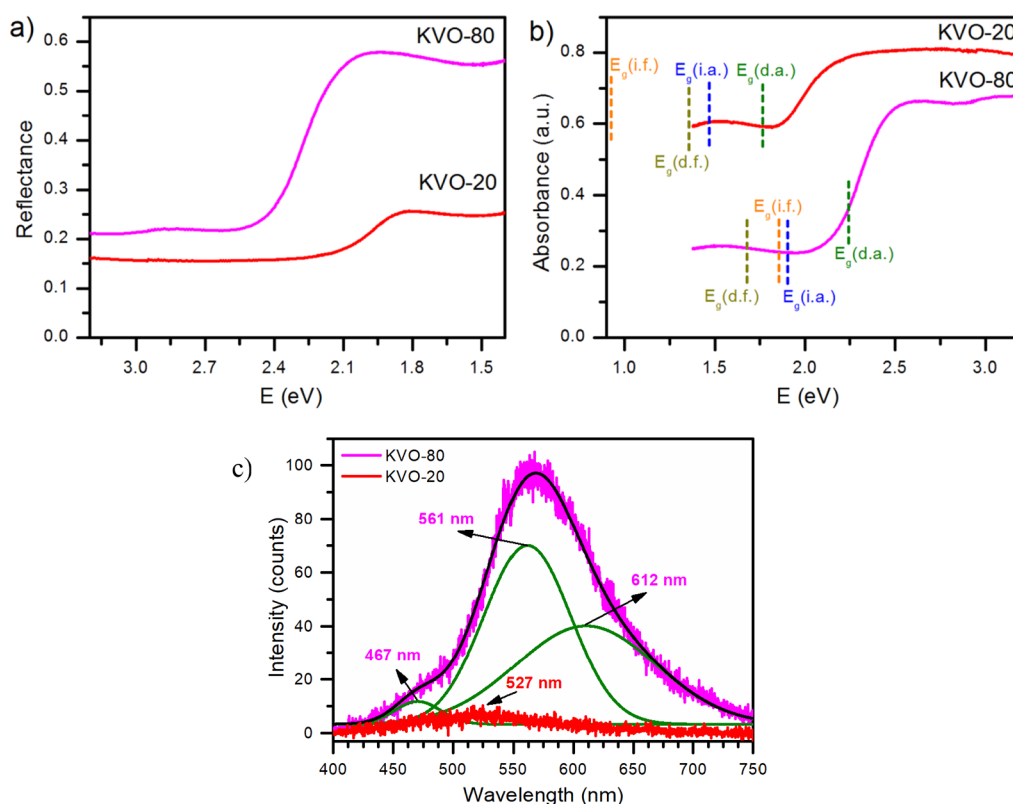 a)
KVO-80
KVO-20
Reflectance
0.6
0.5
0.4
0.3
0.2
0.1
0.0
3.0 2.7 2.4 2.1 1.8 1.5
E (eV)
b)
KVO-20
KVO-80
Absorbance (a.u.)
0.8
0.6
0.4
0.2
0.0
Eg(i.f.)
Eg(i.a.)
Eg(d.a.)
Eg(d.f.)
Eg(i.f.)
Eg(d.a.)
Eg(d.f.)
Eg(i.a.)
1.0 1.5 2.0 2.5 3.0
E (eV)
c)
KVO-80
KVO-20
Intensity (counts)
100
80
60
40
20
0
561 nm
612 nm
467 nm
527 nm
400 450 500 550 600 650 700 750
Wavelength (nm)